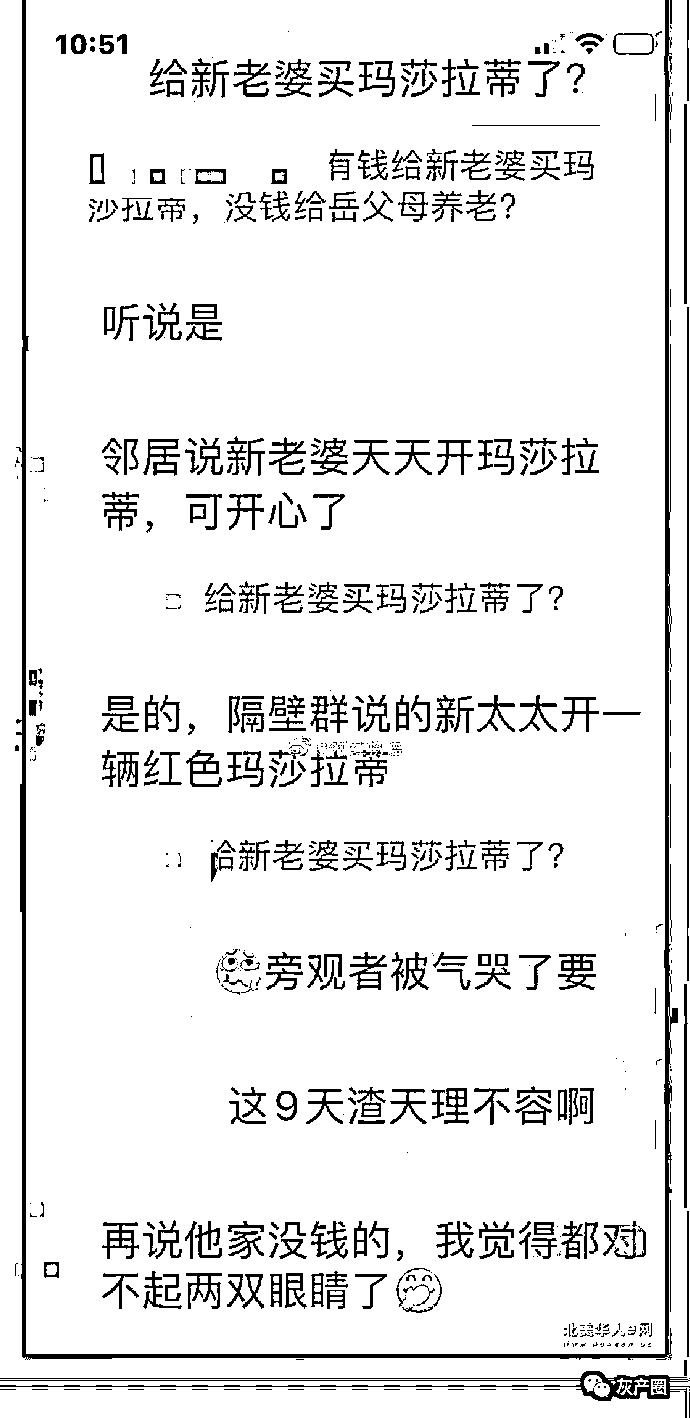 10:51
给新老婆买玛莎拉蒂了？
有钱给新老婆买玛
莎拉蒂，没钱给岳父母养老？
听说是
邻居说新老婆天天开玛莎拉
蒂，可开心了
给新老婆买玛莎拉蒂了？
是的，隔壁群说的新太太开一
辆红色玛莎拉蒂
给新老婆买玛莎拉蒂了？
旁观者被气哭了要
这9天渣天理不容啊
再说他家没钱的，我觉得都对
不起两双眼睛了
北美华人e网
灰产圈